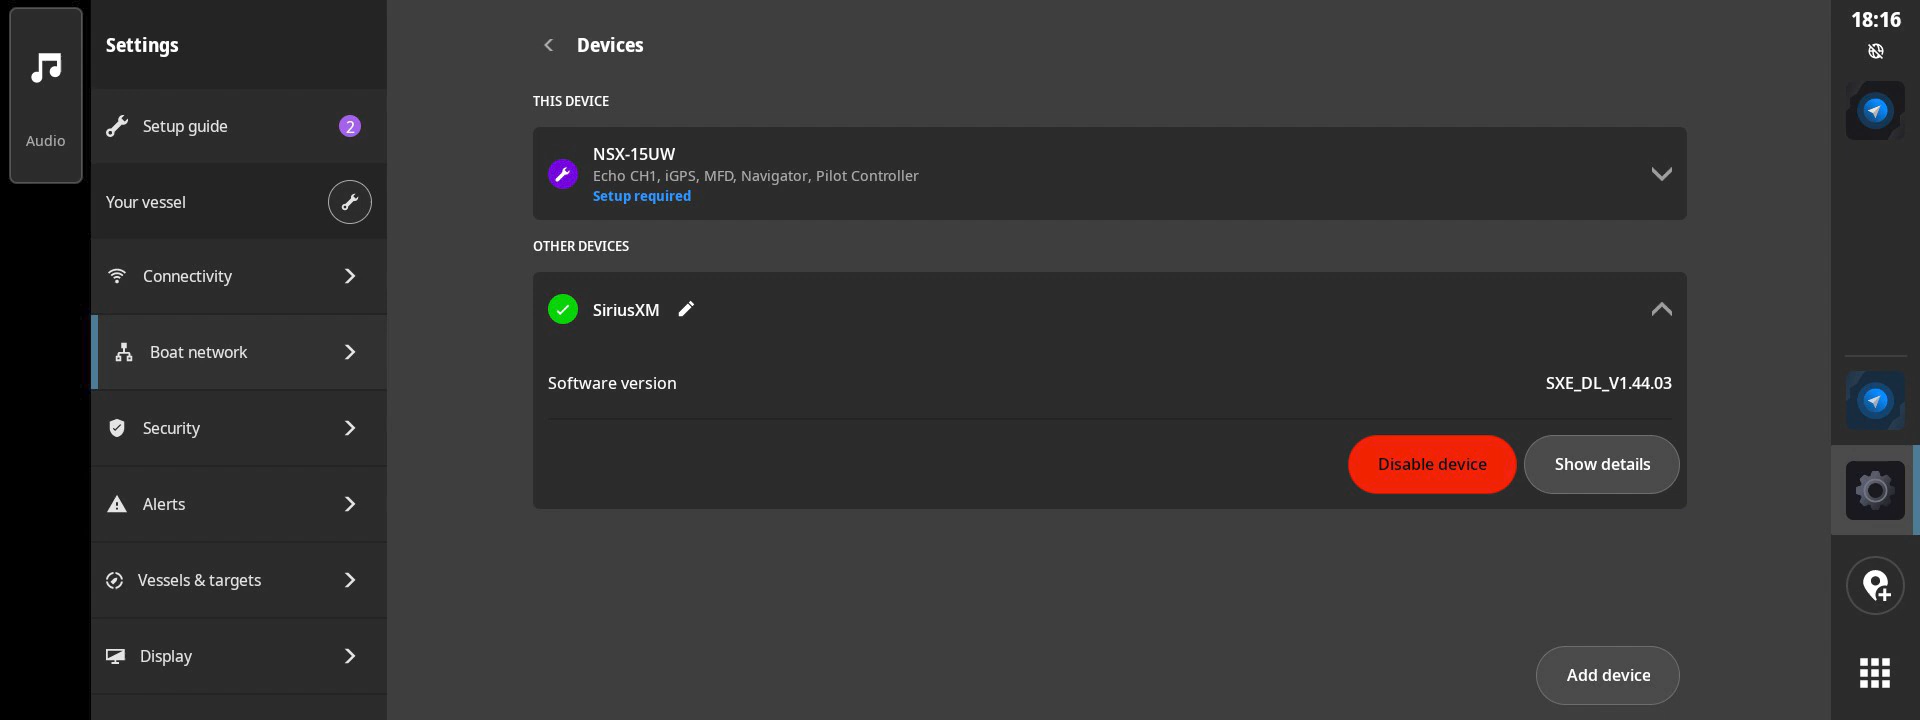 Audio
Settings
Setup guide
2
Your vessel
Connectivity
Boat network
Security
Alerts
Vessels & targets
Display
Devices
THIS DEVICE
NSX-15UW
Echo CH1, iGPS, MFD, Navigator, Pilot Controller
Setup required
OTHER DEVICES
SiriusXM
Software version SXE_DL_V1.44.03
Disable device Show details
Add device
18:16